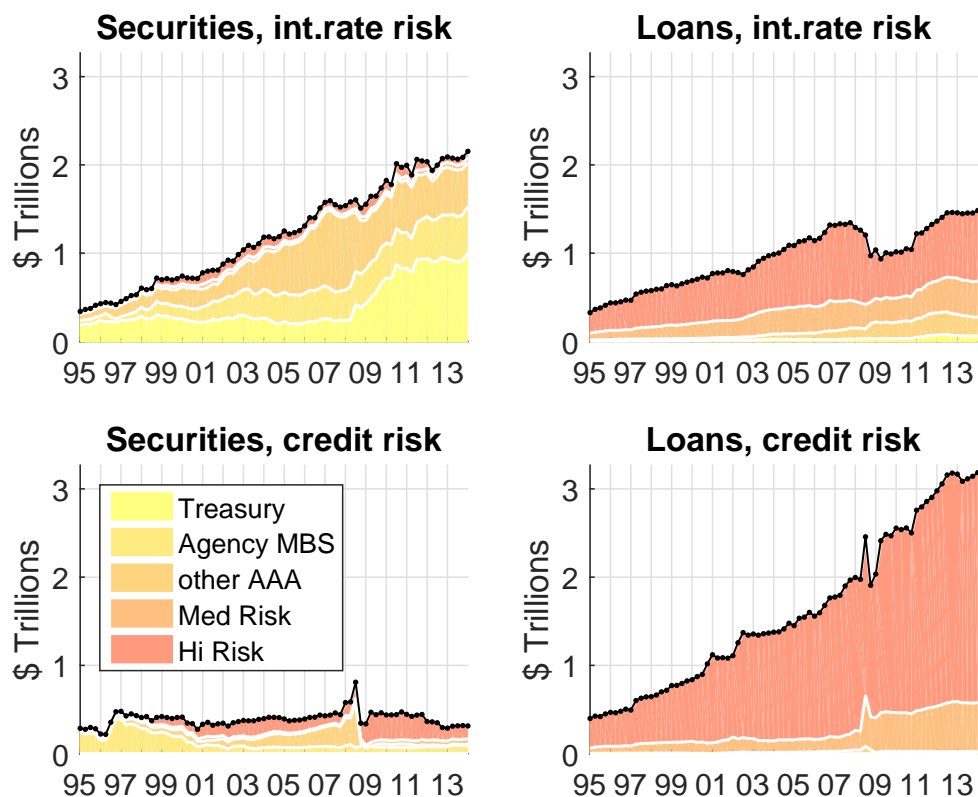 Securities, int.rate risk
3
2
1
0
$ Trillions
95 97 99 01 03 05 07 09 11 13
Loans, int.rate risk
3
2
1
0
$ Trillions
95 97 99 01 03 05 07 09 11 13
Securities, credit risk
3
2
1
0
$ Trillions
Treasury
Agency MBS
other AAA
Med Risk
Hi Risk
95 97 99 01 03 05 07 09 11 13
Loans, credit risk
3
2
1
0
$ Trillions
95 97 99 01 03 05 07 09 11 13